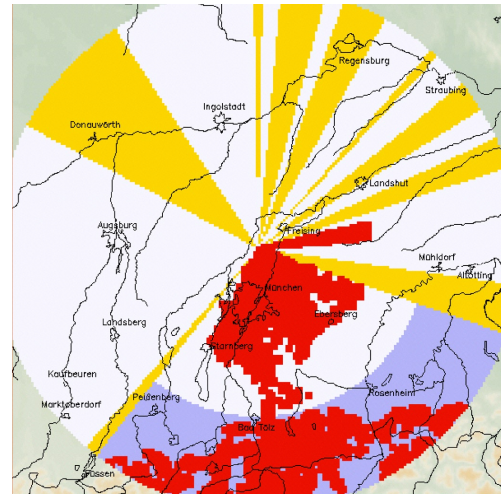 Regensburg
Straubing
Ingolstadt
Donauwörth
Landshut
Augsburg
Freising
Mühldorf
Altötting
München
Ebersberg
Landsberg
Starnberg
Kaufbeuren
Rosenheim
Peißenberg
Marktoberdorf
Bad Tölz
Füssen